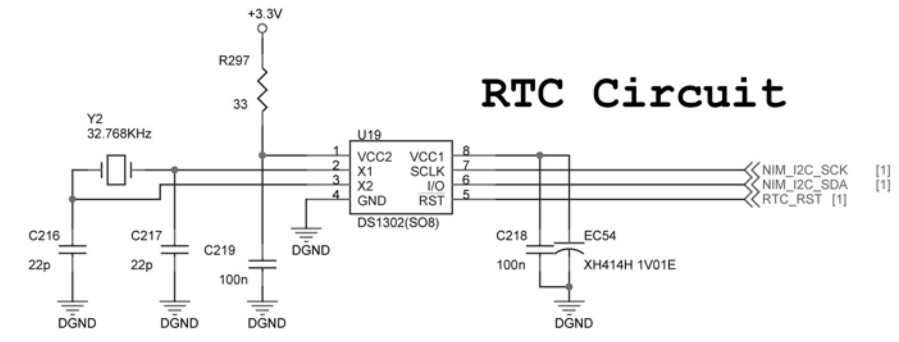 +3.3V
R297
33
RTC Circuit
Y2
32.768KHz
U19
1 VCC2 VCC1 8
2 X1 SCLK 7 NIM_I2C_SCK [1]
3 X2 I/O 6 NIM_I2C_SDA [1]
4 GND RST 5 RTC_RST [1]
DS1302(SO8)
DGND
C216
22p
C217
22p
C219
100n
C218
100n
EC54
XH414H 1V01E
DGND
DGND
DGND
DGND